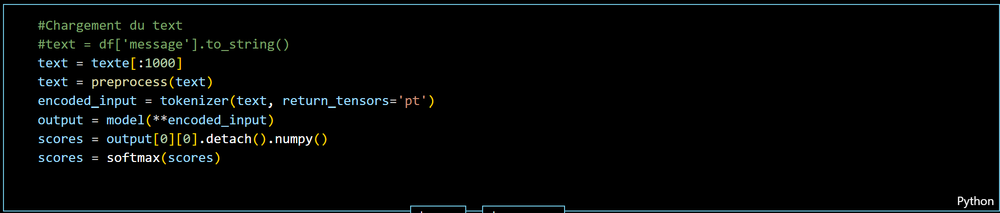 #Chargement du text
#text = df['message'].to_string()
text = texte[:1000]
text = preprocess(text)
encoded_input = tokenizer(text, return_tensors='pt')
output = model(**encoded_input)
scores = output[0][0].detach().numpy()
scores = softmax(scores)
Python